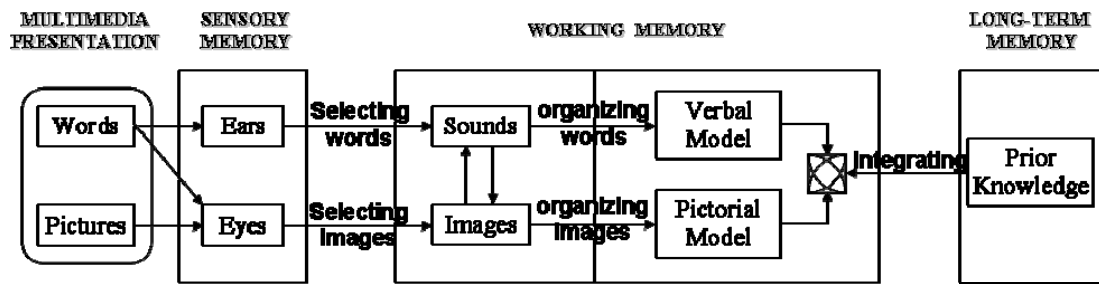 MULTIMEDIA
PRESENTATION
SENSORY
MEMORY
WORKING MEMORY
LONG-TERM
MEMORY
Words
Pictures
Ears
Eyes
Selecting
words
Selecting
images
Sounds
Images
organizing
words
organizing
images
Verbal
Model
Pictorial
Model
integrating
Prior
Knowledge